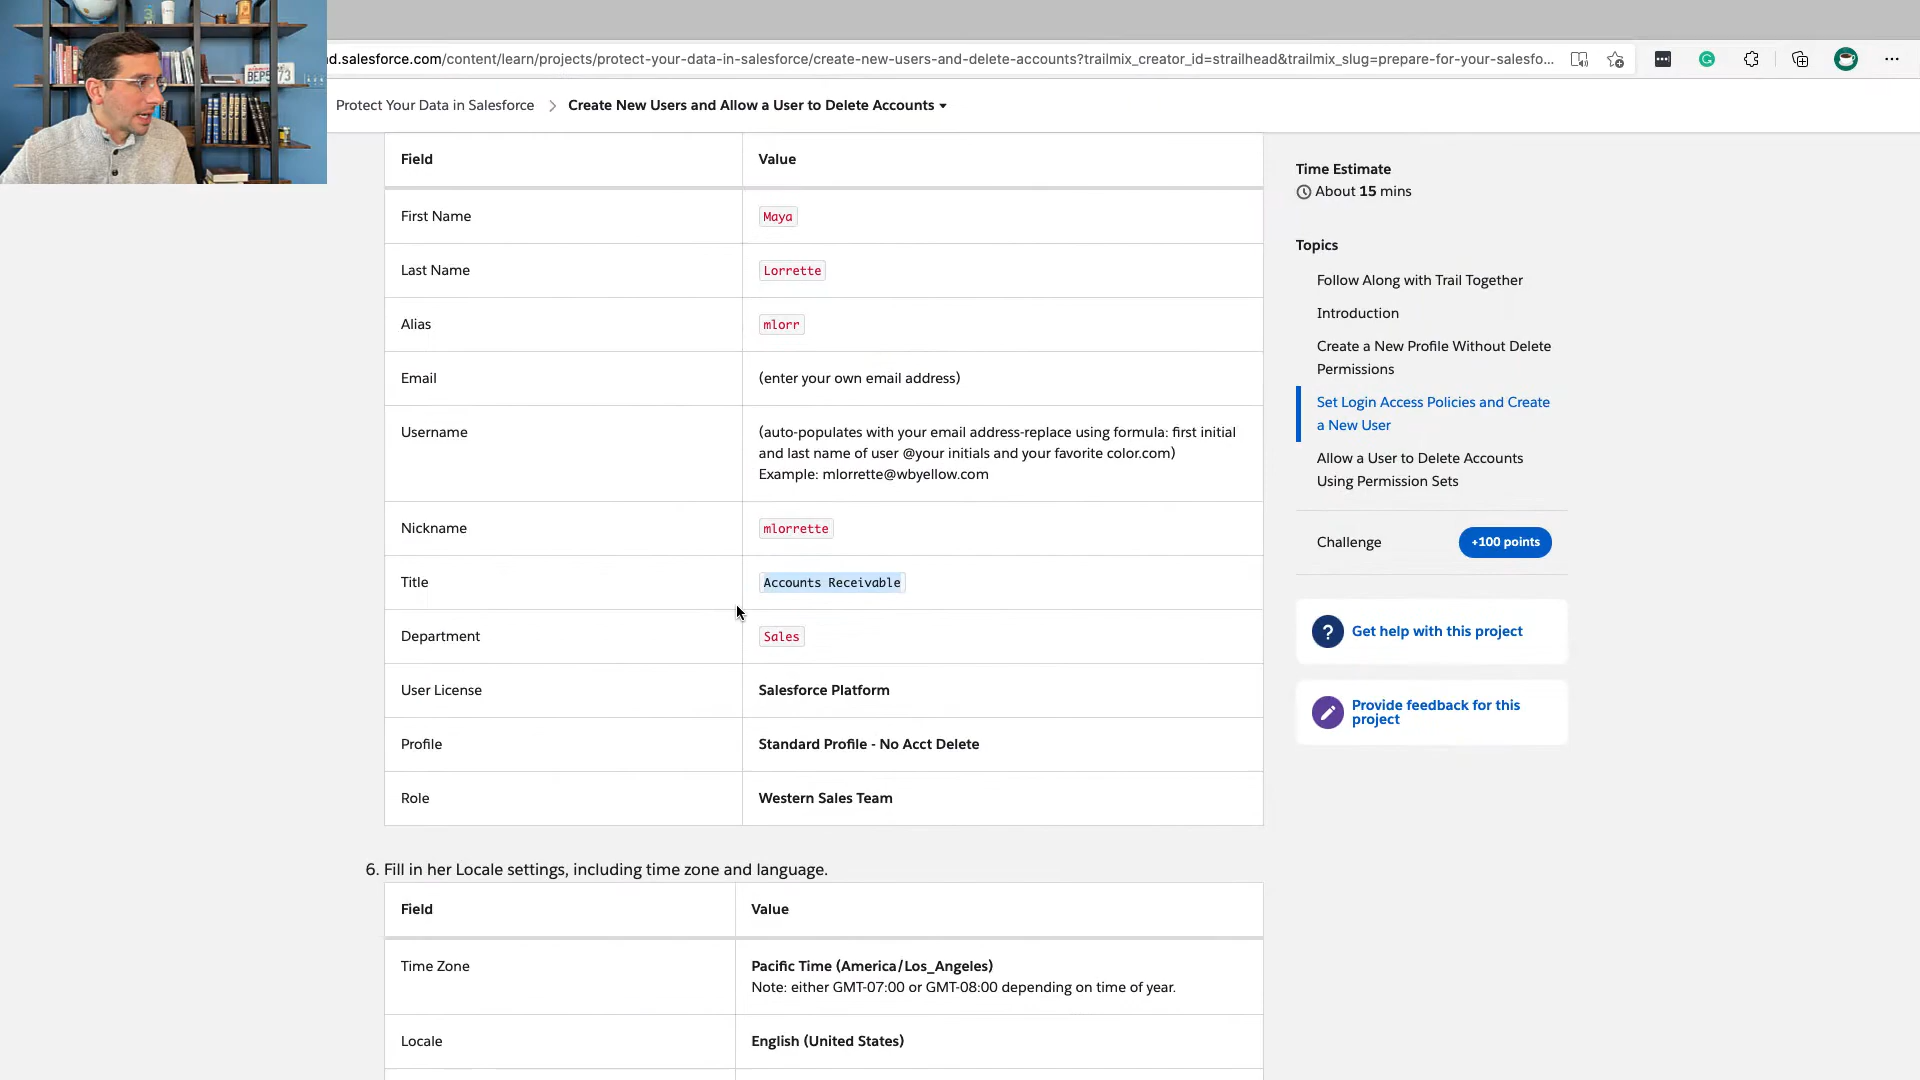 d.salesforce.com/content/learn/projects/protect-your-data-in-salesforce/create-new-users-and-delete-accounts?trailmix_creator_id=strailhead&trailmix_slug=prepare-for-your-salesfo...
Protect Your Data in Salesforce
Create New Users and Allow a User to Delete Accounts
Field Value
First Name Maya
Last Name Lorrette
Alias mlorr
Email (enter your own email address)
Username (auto-populates with your email address-replace using formula: first initial
and last name of user @your initials and your favorite color.com)
Example: mlorrette@wbyellow.com
Nickname mlorrette
Title Accounts Receivable
Department Sales
User License Salesforce Platform
Profile Standard Profile - No Acct Delete
Role Western Sales Team
6. Fill in her Locale settings, including time zone and language.
Field Value
Time Zone Pacific Time (America/Los_Angeles)
Note: either GMT-07:00 or GMT-08:00 depending on time of year.
Locale English (United States)
Time Estimate
About 15 mins
Topics
Follow Along with Trail Together
Introduction
Create a New Profile Without Delete
Permissions
Set Login Access Policies and Create
a New User
Allow a User to Delete Accounts
Using Permission Sets
Challenge +100 points
? Get help with this project
Provide feedback for this
project